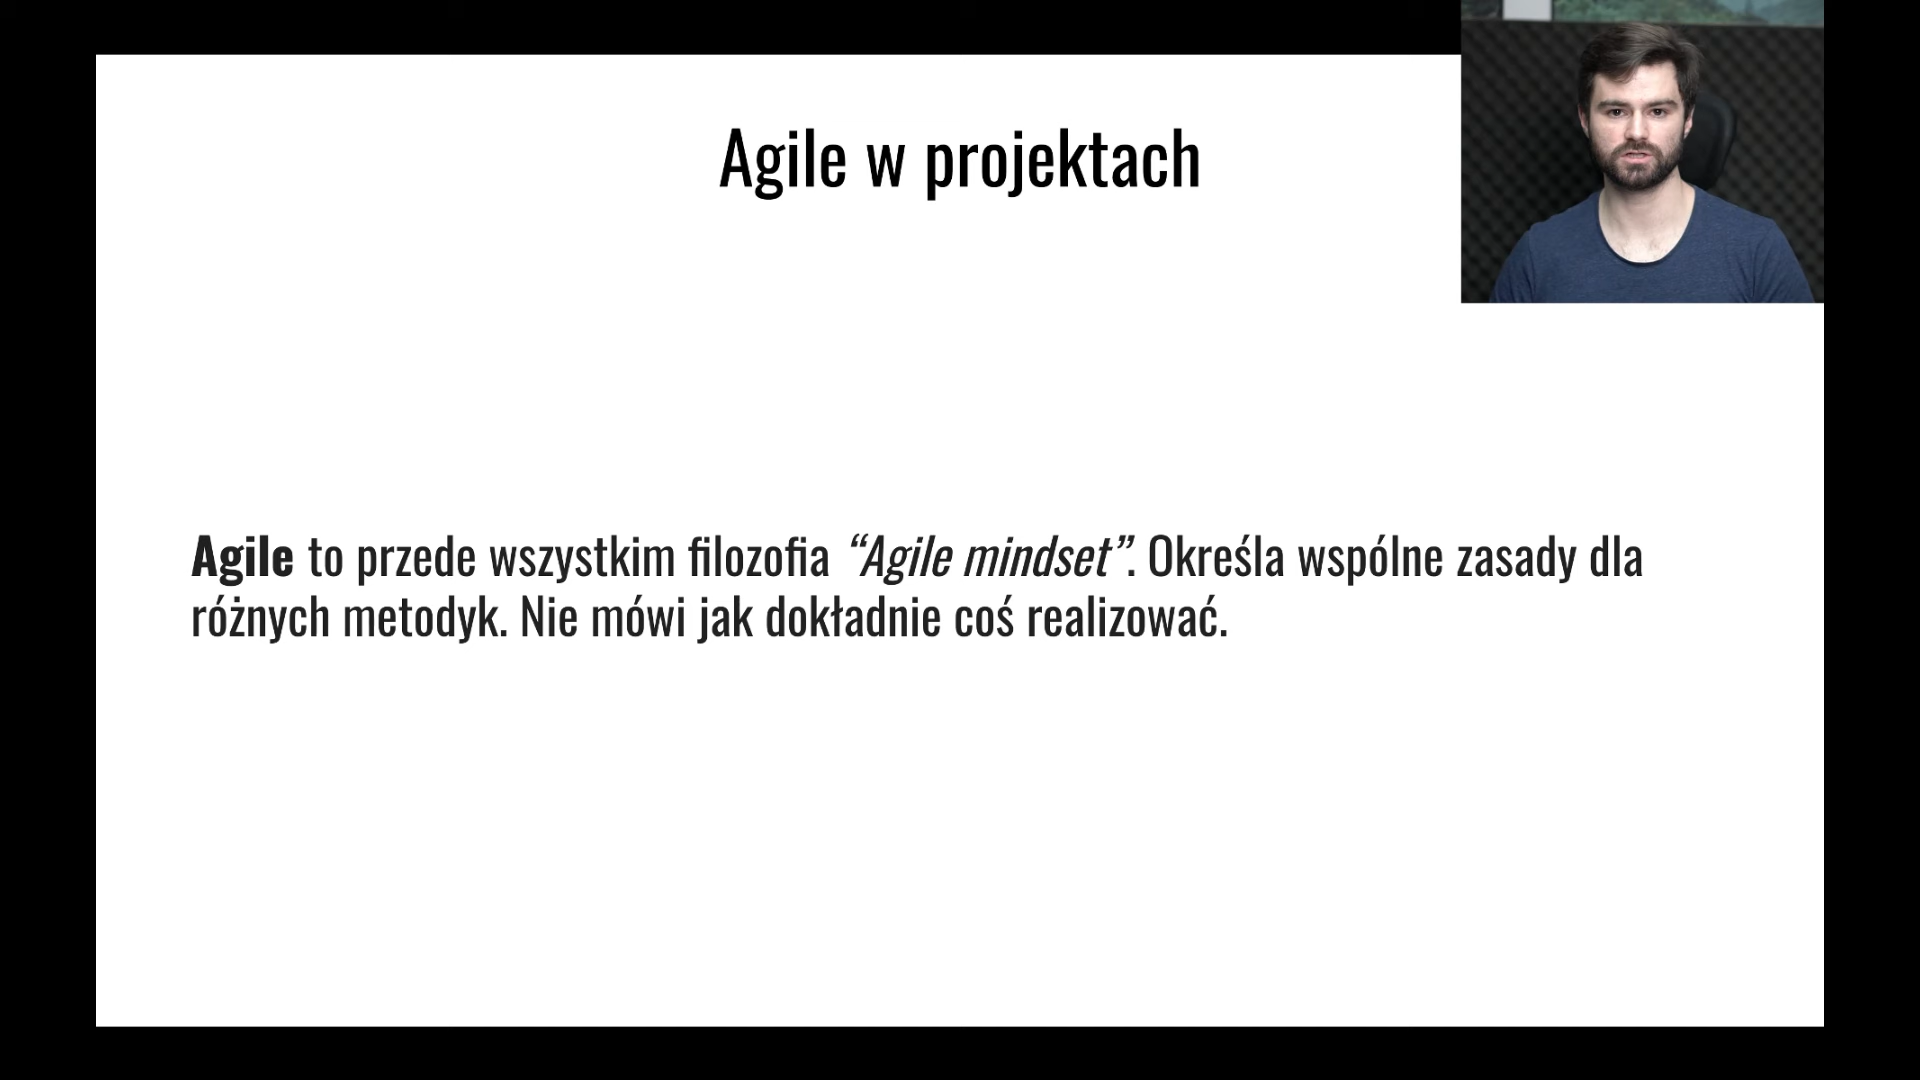 Agile w projektach
Agile to przede wszystkim filozofia “Agile mindset”. Określa wspólne zasady dla
różnych metodyk. Nie mówi jak dokładnie coś realizować.